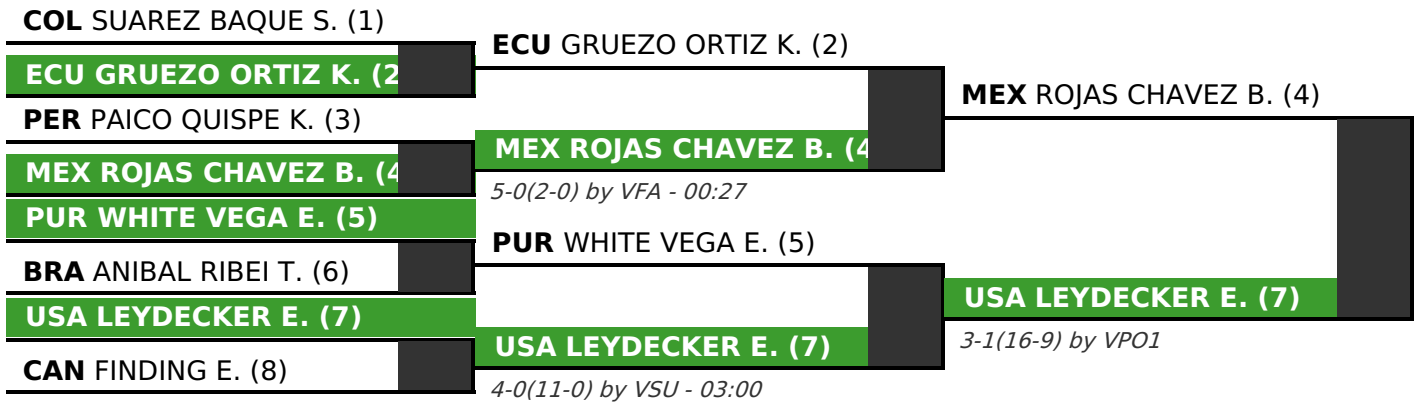 COL SUAREZ BAQUE S. (1)
ECU GRUEZO ORTIZ K. (2
PER PAICO QUISPE K. (3)
MEX ROJAS CHAVEZ B. (4
PUR WHITE VEGA E. (5)
BRA ANIBAL RIBEI T. (6)
USA LEYDECKER E. (7)
CAN FINDING E. (8)
ECU GRUEZO ORTIZ K. (2)
MEX ROJAS CHAVEZ B. (4
5-0(2-0) by VFA - 00:27
PUR WHITE VEGA E. (5)
USA LEYDECKER E. (7)
4-0(11-0) by VSU - 03:00
MEX ROJAS CHAVEZ B. (4)
USA LEYDECKER E. (7)
3-1(16-9) by VPO1